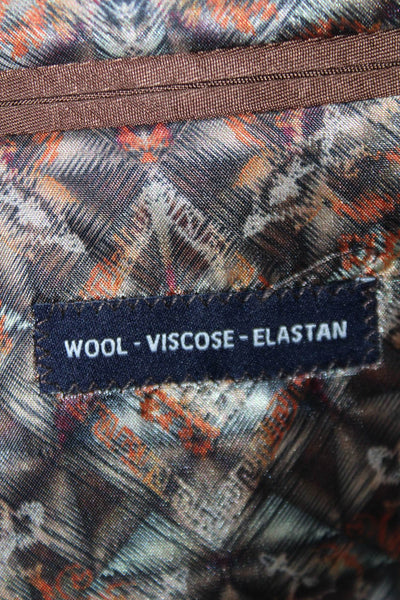 WOOL - VISCOSE - ELASTAN